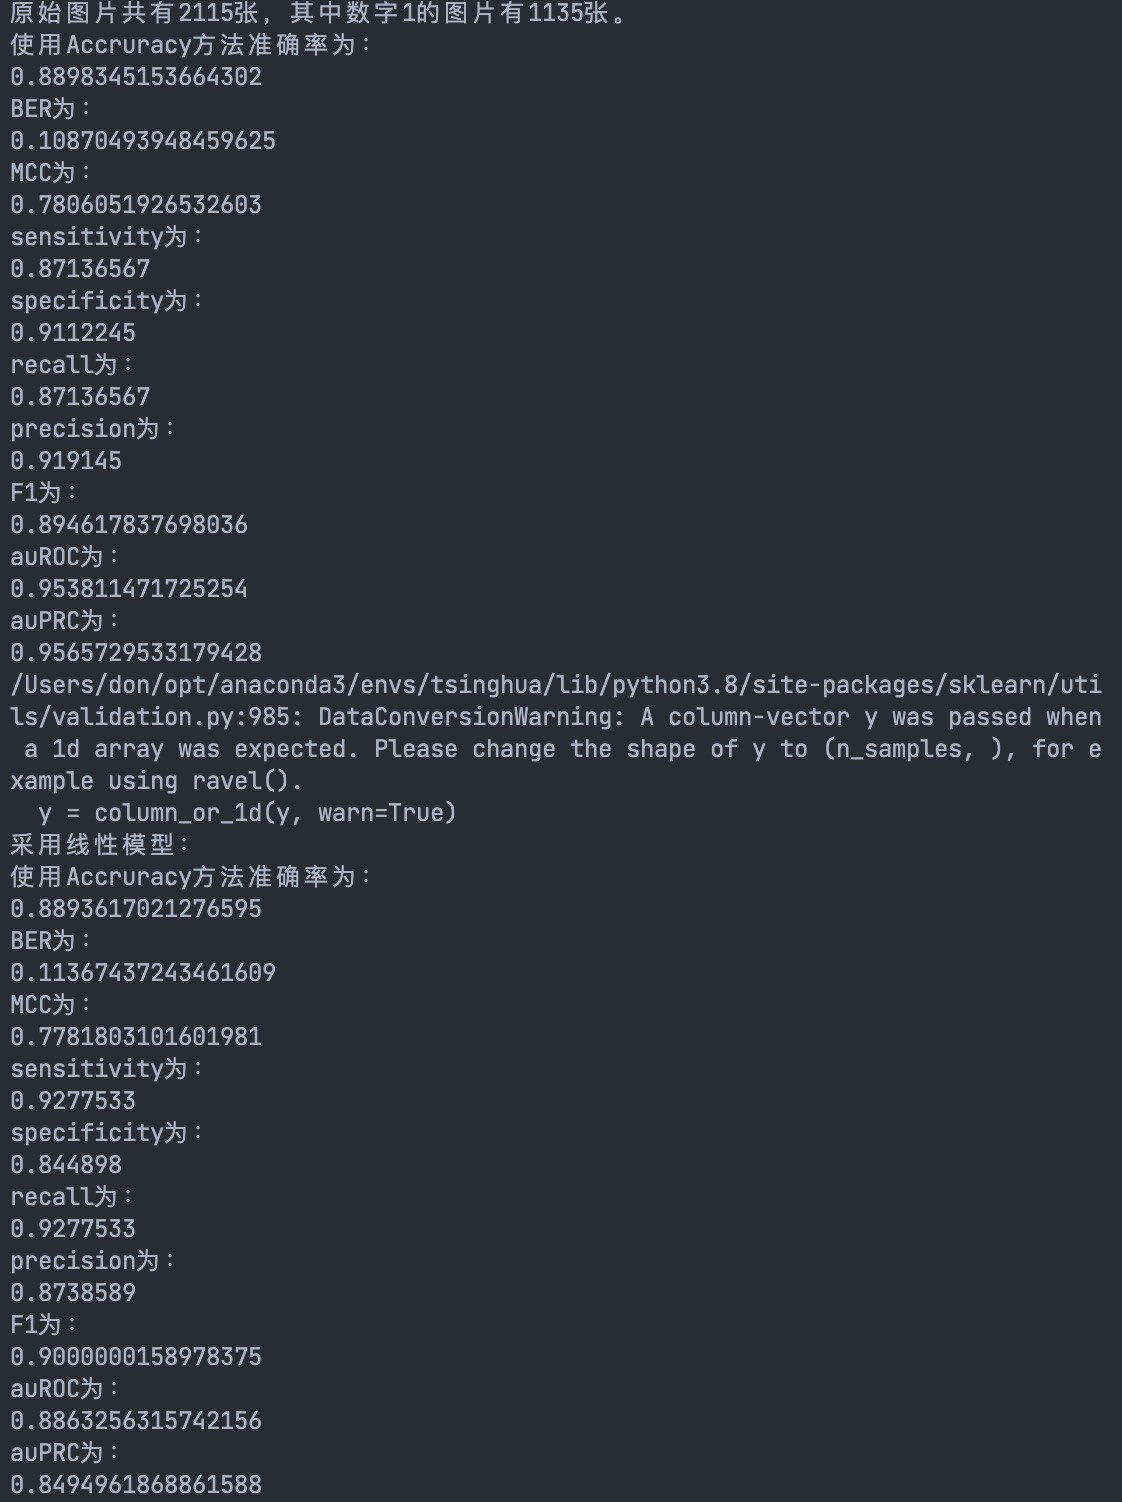 原始图片共有2115张，其中数字1的图片有1135张。
使用Accruracy方法准确率为：
0.8898345153664302
BER为：
0.10870493948459625
MCC为：
0.7806051926532603
sensitivity为：
0.87136567
specificity为：
0.9112245
recall为：
0.87136567
precision为：
0.919145
F1为：
0.894617837698036
auROC为：
0.953811471725254
auPRC为：
0.9565729533179428
/Users/don/opt/anaconda3/envs/tsinghua/lib/python3.8/site-packages/sklearn/uti
ls/validation.py:985: DataConversionWarning: A column-vector y was passed when
 a 1d array was expected. Please change the shape of y to (n_samples, ), for e
xample using ravel().
  y = column_or_1d(y, warn=True)
采用线性模型：
使用Accruracy方法准确率为：
0.8893617021276595
BER为：
0.11367437243461609
MCC为：
0.7781803101601981
sensitivity为：
0.9277533
specificity为：
0.844898
recall为：
0.9277533
precision为：
0.8738589
F1为：
0.9000000158978375
auROC为：
0.8863256315742156
auPRC为：
0.8494961868861588